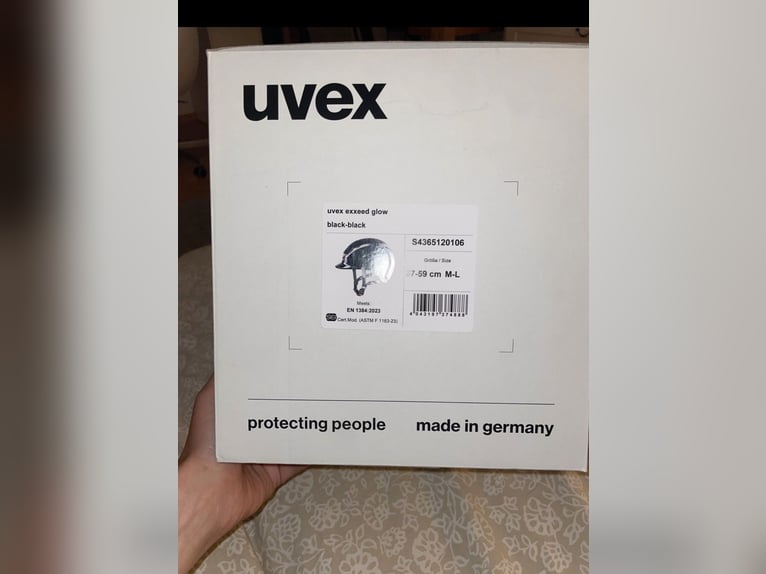 uvex
uvex exxeed glow
black-black
S4365120106
Größe / Size
57-59 cm M-L
Meets:
EN 1384:2023
SEI Cert.Mod. (ASTM F 1163-23)
protecting people
made in germany